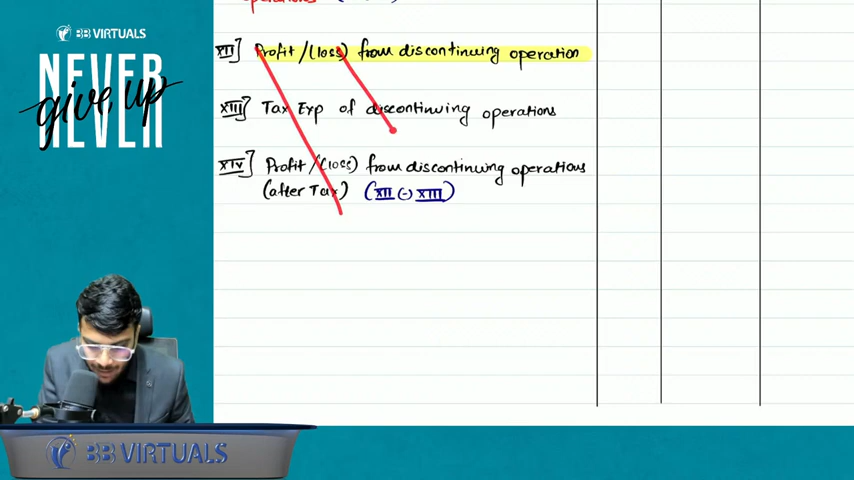 BB VIRTUALS
NEVER
give up
NEVER
operations
XII] Profit/(loss) from discontinuing operation
XIII] Tax Exp of discontinuing operations
XIV] Profit/(loss) from discontinuing operations
(after Tax) (XII (-) XIII)
BB VIRTUALS